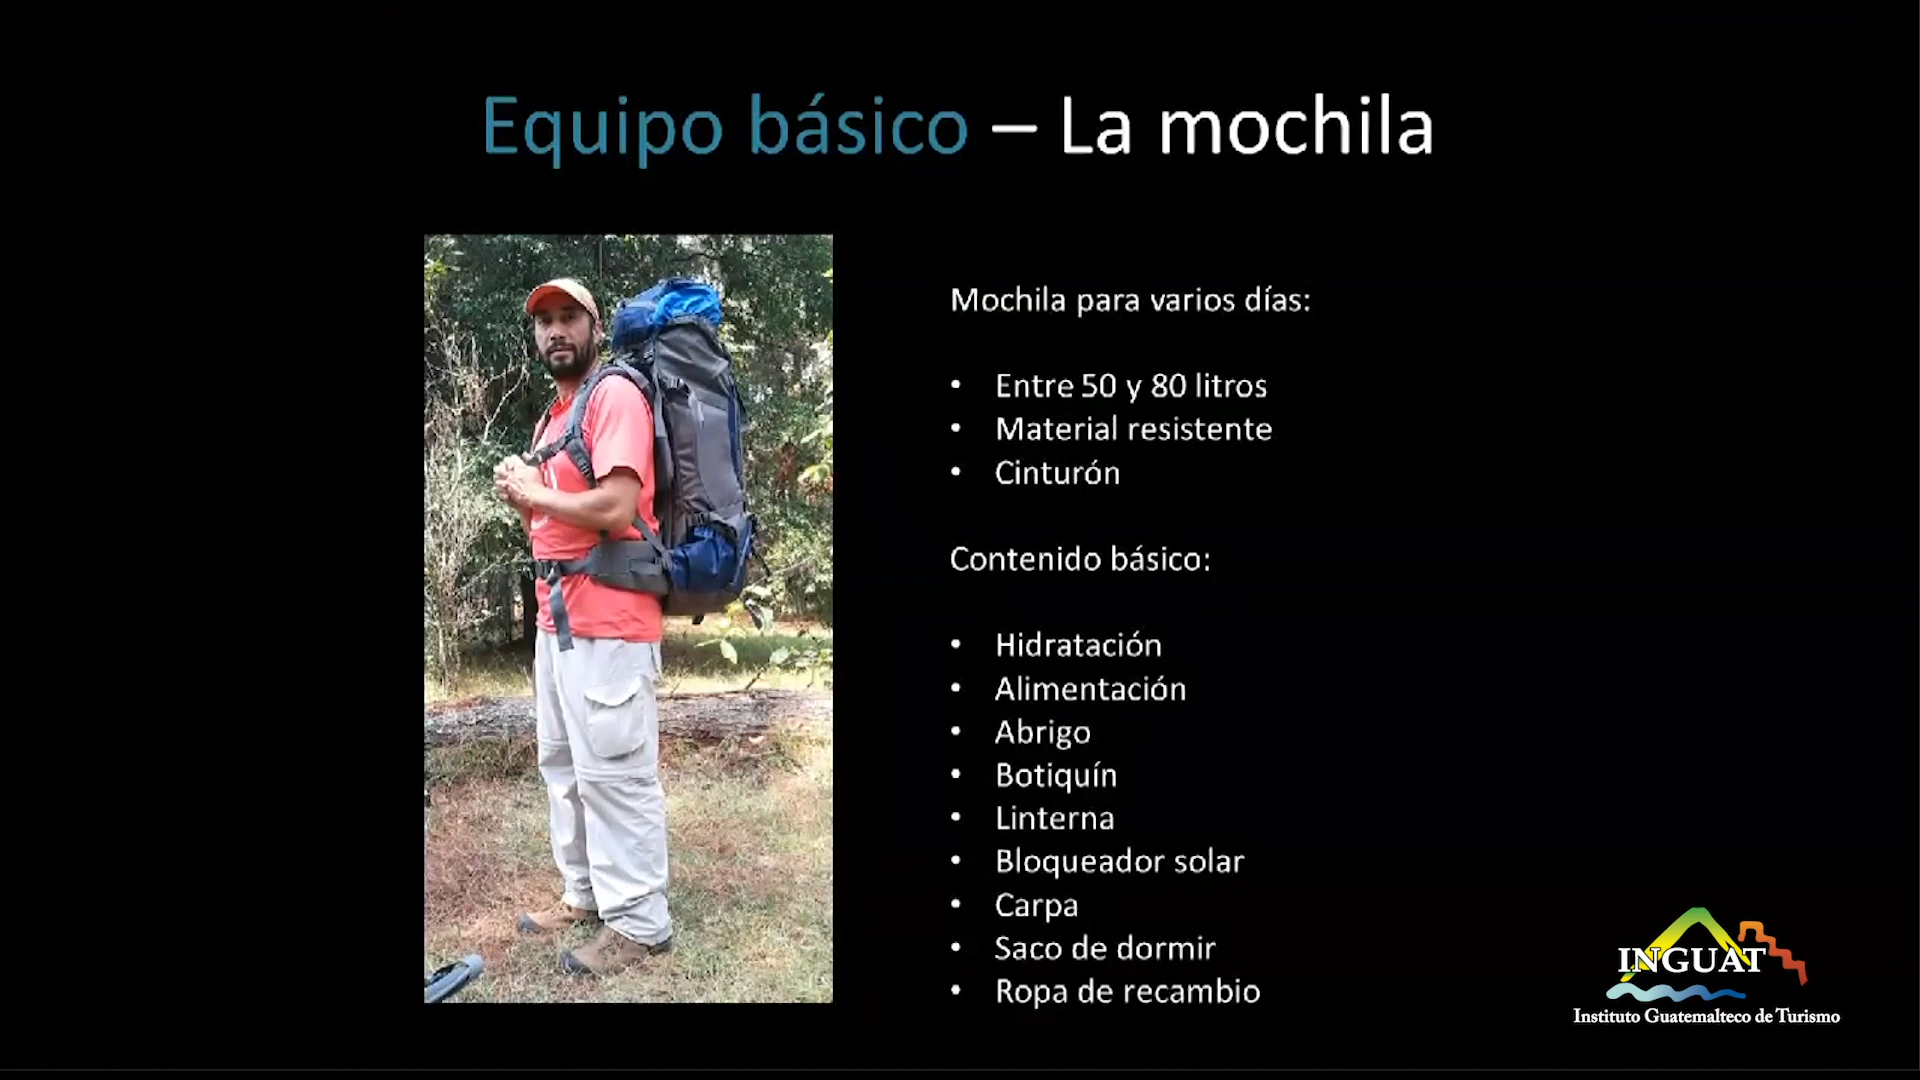 Equipo básico – La mochila
Mochila para varios días:
• Entre 50 y 80 litros
• Material resistente
• Cinturón
Contenido básico:
• Hidratación
• Alimentación
• Abrigo
• Botiquín
• Linterna
• Bloqueador solar
• Carpa
• Saco de dormir
• Ropa de recambio
INGUAT
Instituto Guatemalteco de Turismo